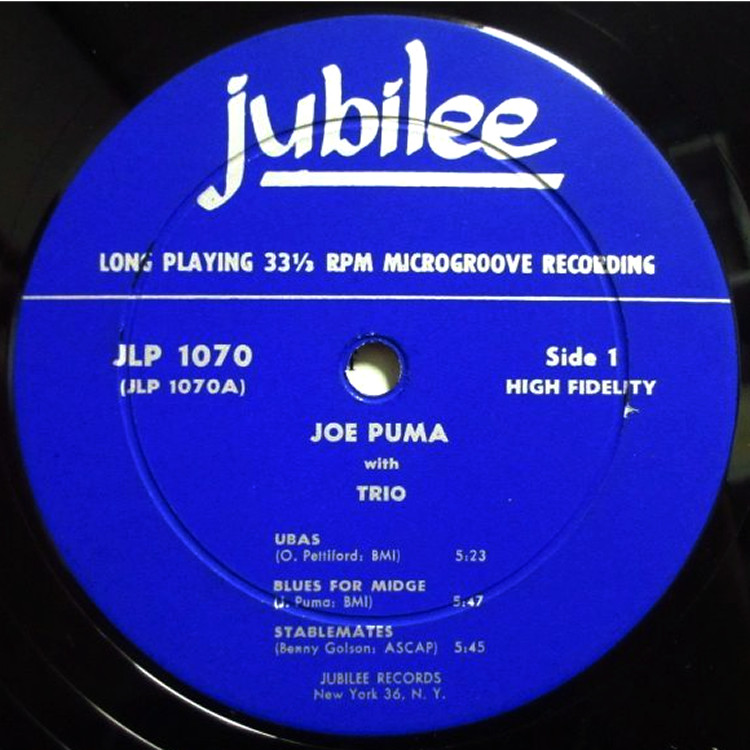 jubilee
LONG PLAYING 33⅓ RPM MICROGROOVE RECORDING
JLP 1070
(JLP 1070A)
Side 1
HIGH FIDELITY
JOE PUMA
with
TRIO
UBAS
(O. Pettiford; BMI) 5:23
BLUES FOR MIDGE
(J. Puma; BMI) 5:47
STABLEMATES
(Benny Golson; ASCAP) 5:45
JUBILEE RECORDS
New York 36, N. Y.